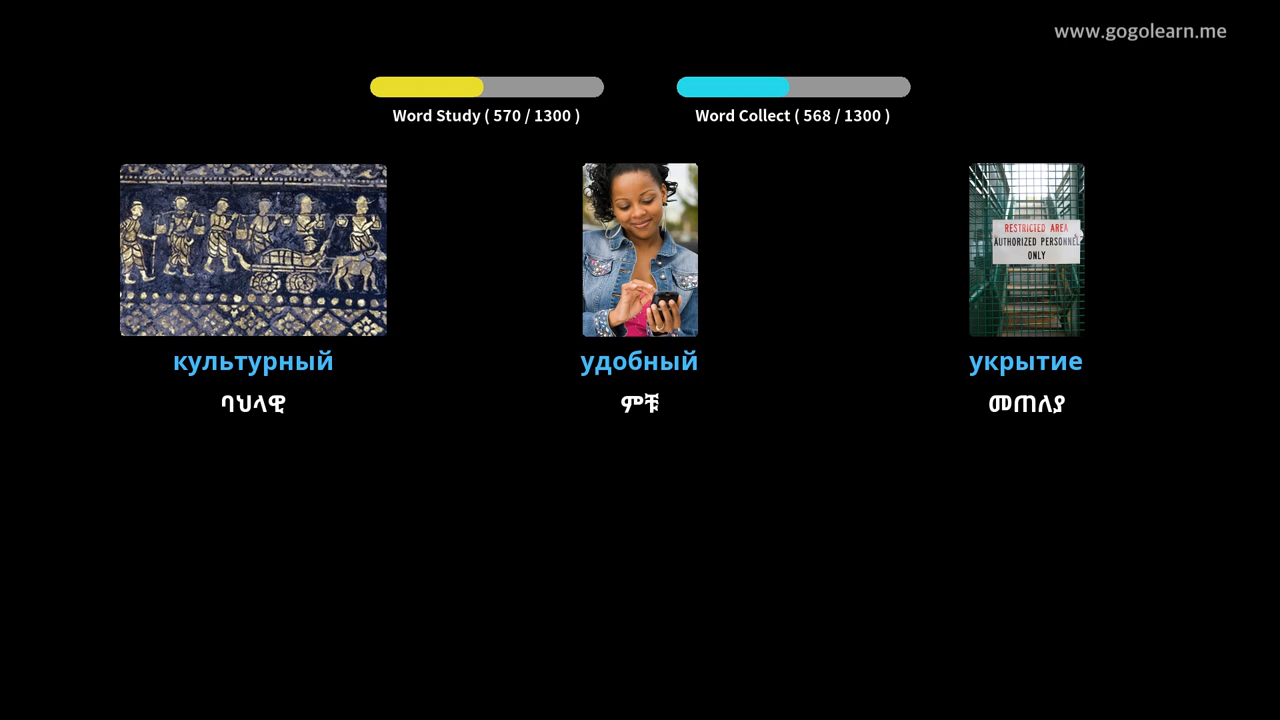 www.gogolearn.me
Word Study ( 570 / 1300 )
Word Collect ( 568 / 1300 )
RESTRICTED AREA
AUTHORIZED PERSONNEL
ONLY
культурный
удобный
укрытие
ባህላዊ
ምቹ
መጠለያ